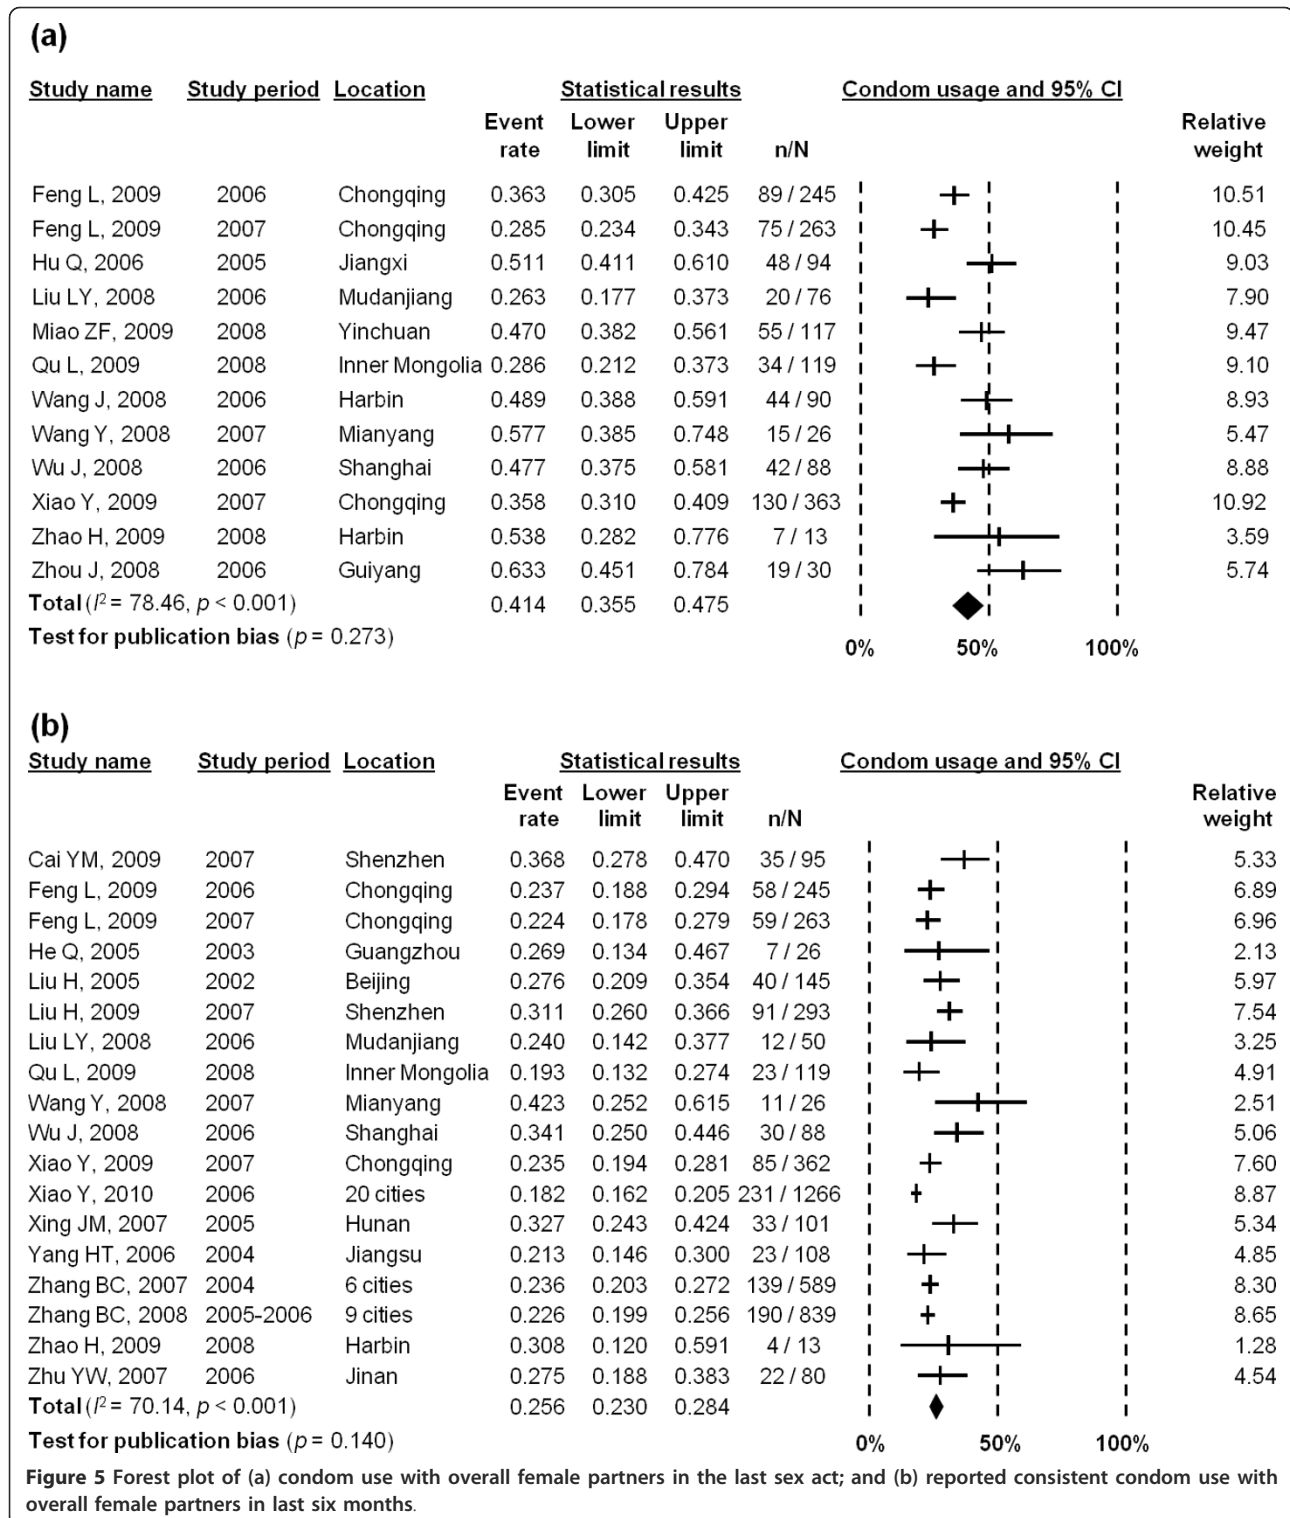 (a)
Study name Study period Location Statistical results Condom usage and 95% CI
Event rate Lower limit Upper limit n/N Relative weight
Feng L, 2009 2006 Chongqing 0.363 0.305 0.425 89 / 245 10.51
Feng L, 2009 2007 Chongqing 0.285 0.234 0.343 75 / 263 10.45
Hu Q, 2006 2005 Jiangxi 0.511 0.411 0.610 48 / 94 9.03
Liu LY, 2008 2006 Mudanjiang 0.263 0.177 0.373 20 / 76 7.90
Miao ZF, 2009 2008 Yinchuan 0.470 0.382 0.561 55 / 117 9.47
Qu L, 2009 2008 Inner Mongolia 0.286 0.212 0.373 34 / 119 9.10
Wang J, 2008 2006 Harbin 0.489 0.388 0.591 44 / 90 8.93
Wang Y, 2008 2007 Mianyang 0.577 0.385 0.748 15 / 26 5.47
Wu J, 2008 2006 Shanghai 0.477 0.375 0.581 42 / 88 8.88
Xiao Y, 2009 2007 Chongqing 0.358 0.310 0.409 130 / 363 10.92
Zhao H, 2009 2008 Harbin 0.538 0.282 0.776 7 / 13 3.59
Zhou J, 2008 2006 Guiyang 0.633 0.451 0.784 19 / 30 5.74
Total (I² = 78.46, p < 0.001) 0.414 0.355 0.475
Test for publication bias (p = 0.273)
0% 50% 100%
(b)
Study name Study period Location Statistical results Condom usage and 95% CI
Event rate Lower limit Upper limit n/N Relative weight
Cai YM, 2009 2007 Shenzhen 0.368 0.278 0.470 35 / 95 5.33
Feng L, 2009 2006 Chongqing 0.237 0.188 0.294 58 / 245 6.89
Feng L, 2009 2007 Chongqing 0.224 0.178 0.279 59 / 263 6.96
He Q, 2005 2003 Guangzhou 0.269 0.134 0.467 7 / 26 2.13
Liu H, 2005 2002 Beijing 0.276 0.209 0.354 40 / 145 5.97
Liu H, 2009 2007 Shenzhen 0.311 0.260 0.366 91 / 293 7.54
Liu LY, 2008 2006 Mudanjiang 0.240 0.142 0.377 12 / 50 3.25
Qu L, 2009 2008 Inner Mongolia 0.193 0.132 0.274 23 / 119 4.91
Wang Y, 2008 2007 Mianyang 0.423 0.252 0.615 11 / 26 2.51
Wu J, 2008 2006 Shanghai 0.341 0.250 0.446 30 / 88 5.06
Xiao Y, 2009 2007 Chongqing 0.235 0.194 0.281 85 / 362 7.60
Xiao Y, 2010 2006 20 cities 0.182 0.162 0.205 231 / 1266 8.87
Xing JM, 2007 2005 Hunan 0.327 0.243 0.424 33 / 101 5.34
Yang HT, 2006 2004 Jiangsu 0.213 0.146 0.300 23 / 108 4.85
Zhang BC, 2007 2004 6 cities 0.236 0.203 0.272 139 / 589 8.30
Zhang BC, 2008 2005-2006 9 cities 0.226 0.199 0.256 190 / 839 8.65
Zhao H, 2009 2008 Harbin 0.308 0.120 0.591 4 / 13 1.28
Zhu YW, 2007 2006 Jinan 0.275 0.188 0.383 22 / 80 4.54
Total (I² = 70.14, p < 0.001) 0.256 0.230 0.284
Test for publication bias (p = 0.140)
0% 50% 100%
Figure 5 Forest plot of (a) condom use with overall female partners in the last sex act; and (b) reported consistent condom use with
overall female partners in last six months.